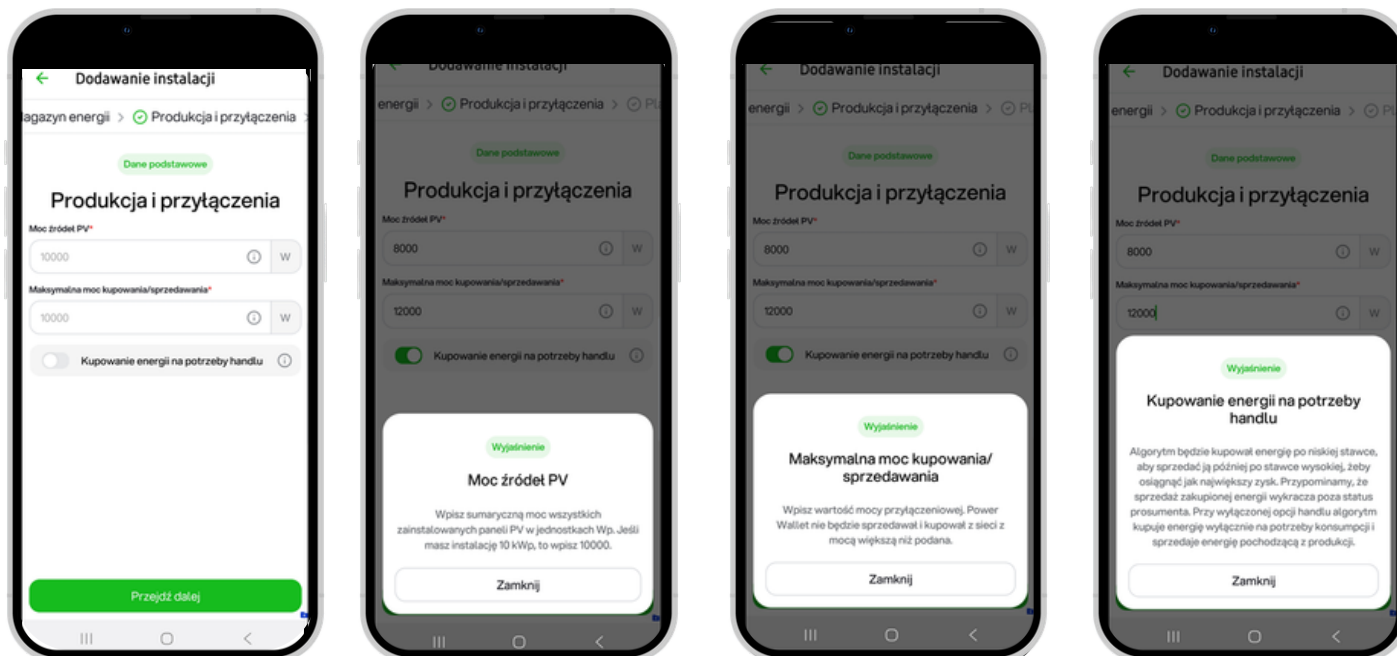 Dodawanie instalacji
agazyn energii > Produkcja i przyłączenia >
Dane podstawowe
Produkcja i przyłączenia
Moc źródeł PV*
10000 W
Maksymalna moc kupowania/sprzedawania*
10000 W
Kupowanie energii na potrzeby handlu
Przejdź dalej
Dodawanie instalacji
energii > Produkcja i przyłączenia >
Dane podstawowe
Produkcja i przyłączenia
Moc źródeł PV*
8000 W
Maksymalna moc kupowania/sprzedawania*
12000 W
Kupowanie energii na potrzeby handlu
Wyjaśnienie
Moc źródeł PV
Wpisz sumaryczną moc wszystkich
zainstalowanych paneli PV w jednostkach Wp. Jeśli
masz instalację 10 kWp, to wpisz 10000.
Zamknij
Dodawanie instalacji
energii > Produkcja i przyłączenia >
Dane podstawowe
Produkcja i przyłączenia
Moc źródeł PV*
8000 W
Maksymalna moc kupowania/sprzedawania*
12000 W
Kupowanie energii na potrzeby handlu
Wyjaśnienie
Maksymalna moc kupowania/
sprzedawania
Wpisz wartość mocy przyłączeniowej. Power
Wallet nie będzie sprzedawał i kupował z sieci z
mocą większą niż podana.
Zamknij
Dodawanie instalacji
energii > Produkcja i przyłączenia >
Dane podstawowe
Produkcja i przyłączenia
Moc źródeł PV*
8000 W
Maksymalna moc kupowania/sprzedawania*
12000 W
Wyjaśnienie
Kupowanie energii na potrzeby
handlu
Algorytm będzie kupował energię po niskiej stawce,
aby sprzedać ją później po stawce wysokiej, żeby
osiągnąć jak największy zysk. Przypominamy, że
sprzedaż zakupionej energii wykracza poza status
prosumenta. Przy wyłączonej opcji handlu algorytm
kupuje energię wyłącznie na potrzeby konsumpcji i
sprzedaje energię pochodzącą z produkcji.
Zamknij